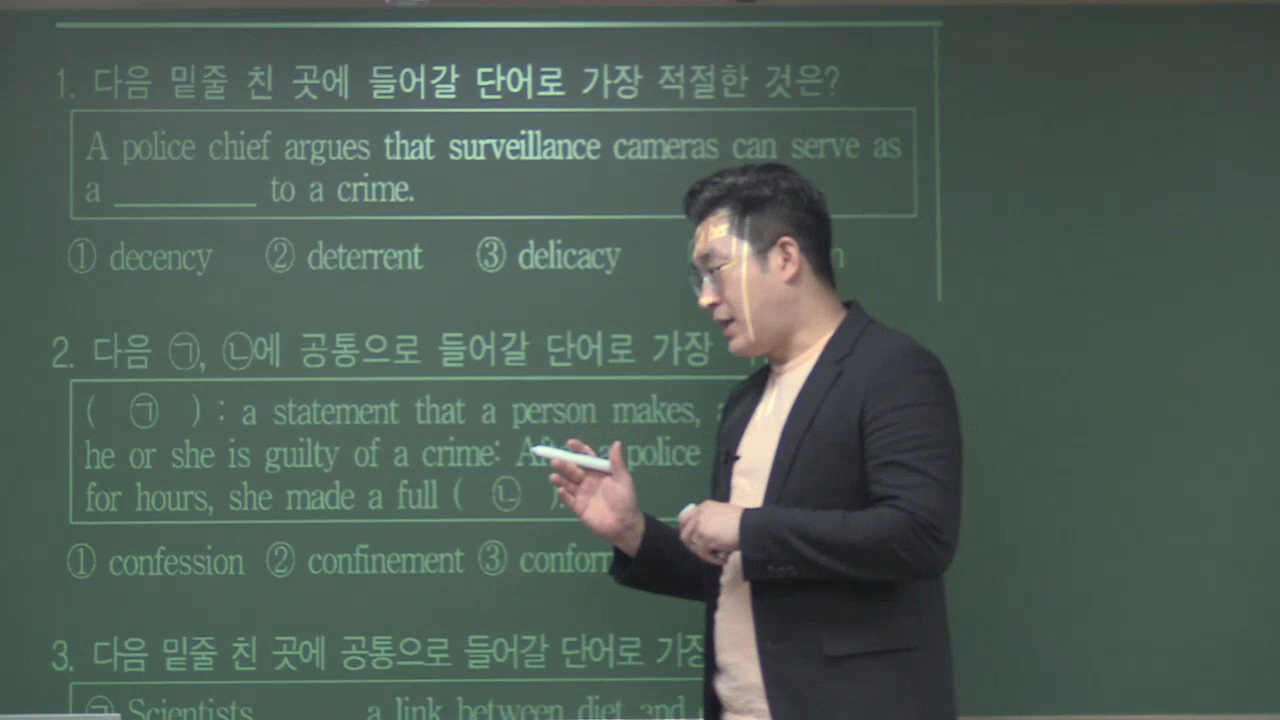 1. 다음 밑줄 친 곳에 들어갈 단어로 가장 적절한 것은?
A police chief argues that surveillance cameras can serve as
a ________ to a crime.
① decency ② deterrent ③ delicacy
2. 다음 ㉠, ㉡에 공통으로 들어갈 단어로 가장
( ㉠ ) : a statement that a person makes,
he or she is guilty of a crime: After a police
for hours, she made a full ( ㉡ ).
① confession ② confinement ③
3. 다음 밑줄 친 곳에 공통으로 들어갈 단어로 가장
㉠ Scientists ______ a link between diet and